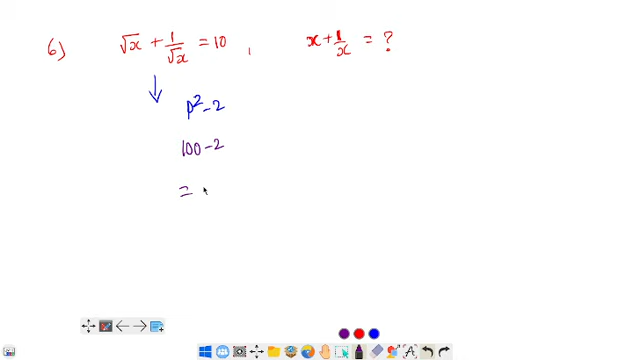 6) √x + 1/√x = 10 , x + 1/x = ?
↓
p² - 2
100 - 2
=